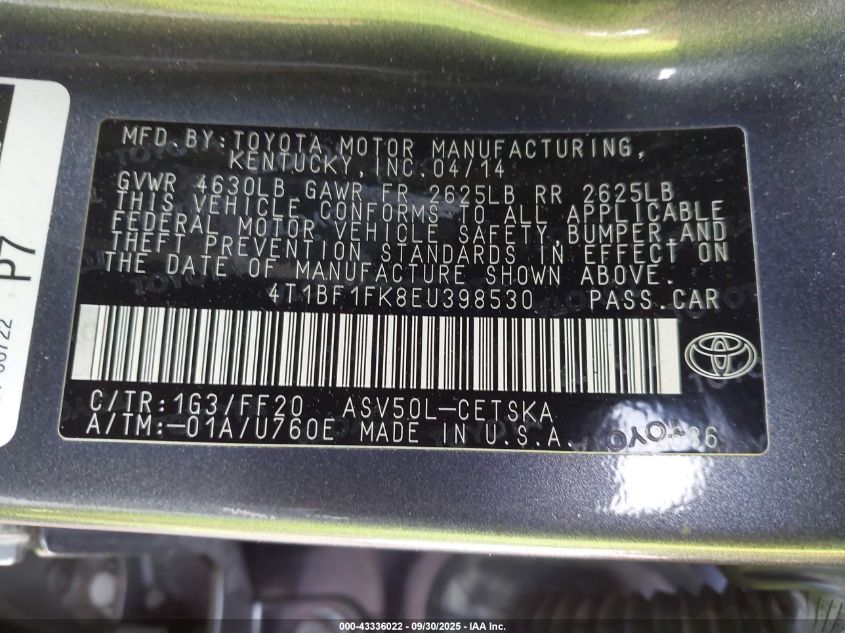 MFD. BY: TOYOTA MOTOR MANUFACTURING,
KENTUCKY, INC. 04/14
GVWR 4630LB GAWR FR 2625LB RR 2625LB
THIS VEHICLE CONFORMS TO ALL APPLICABLE
FEDERAL MOTOR VEHICLE SAFETY, BUMPER, AND
THEFT PREVENTION STANDARDS IN EFFECT ON
THE DATE OF MANUFACTURE SHOWN ABOVE.
4T1BF1FK8EU398530 PASS. CAR
C/TR: 1G3/FF20 ASV50L-CETSKA
A/TM:-01A/U760E MADE IN U.S.A. TOYOTA 86
P7
00722
000-43336022 - 09/30/2025 - IAA Inc.